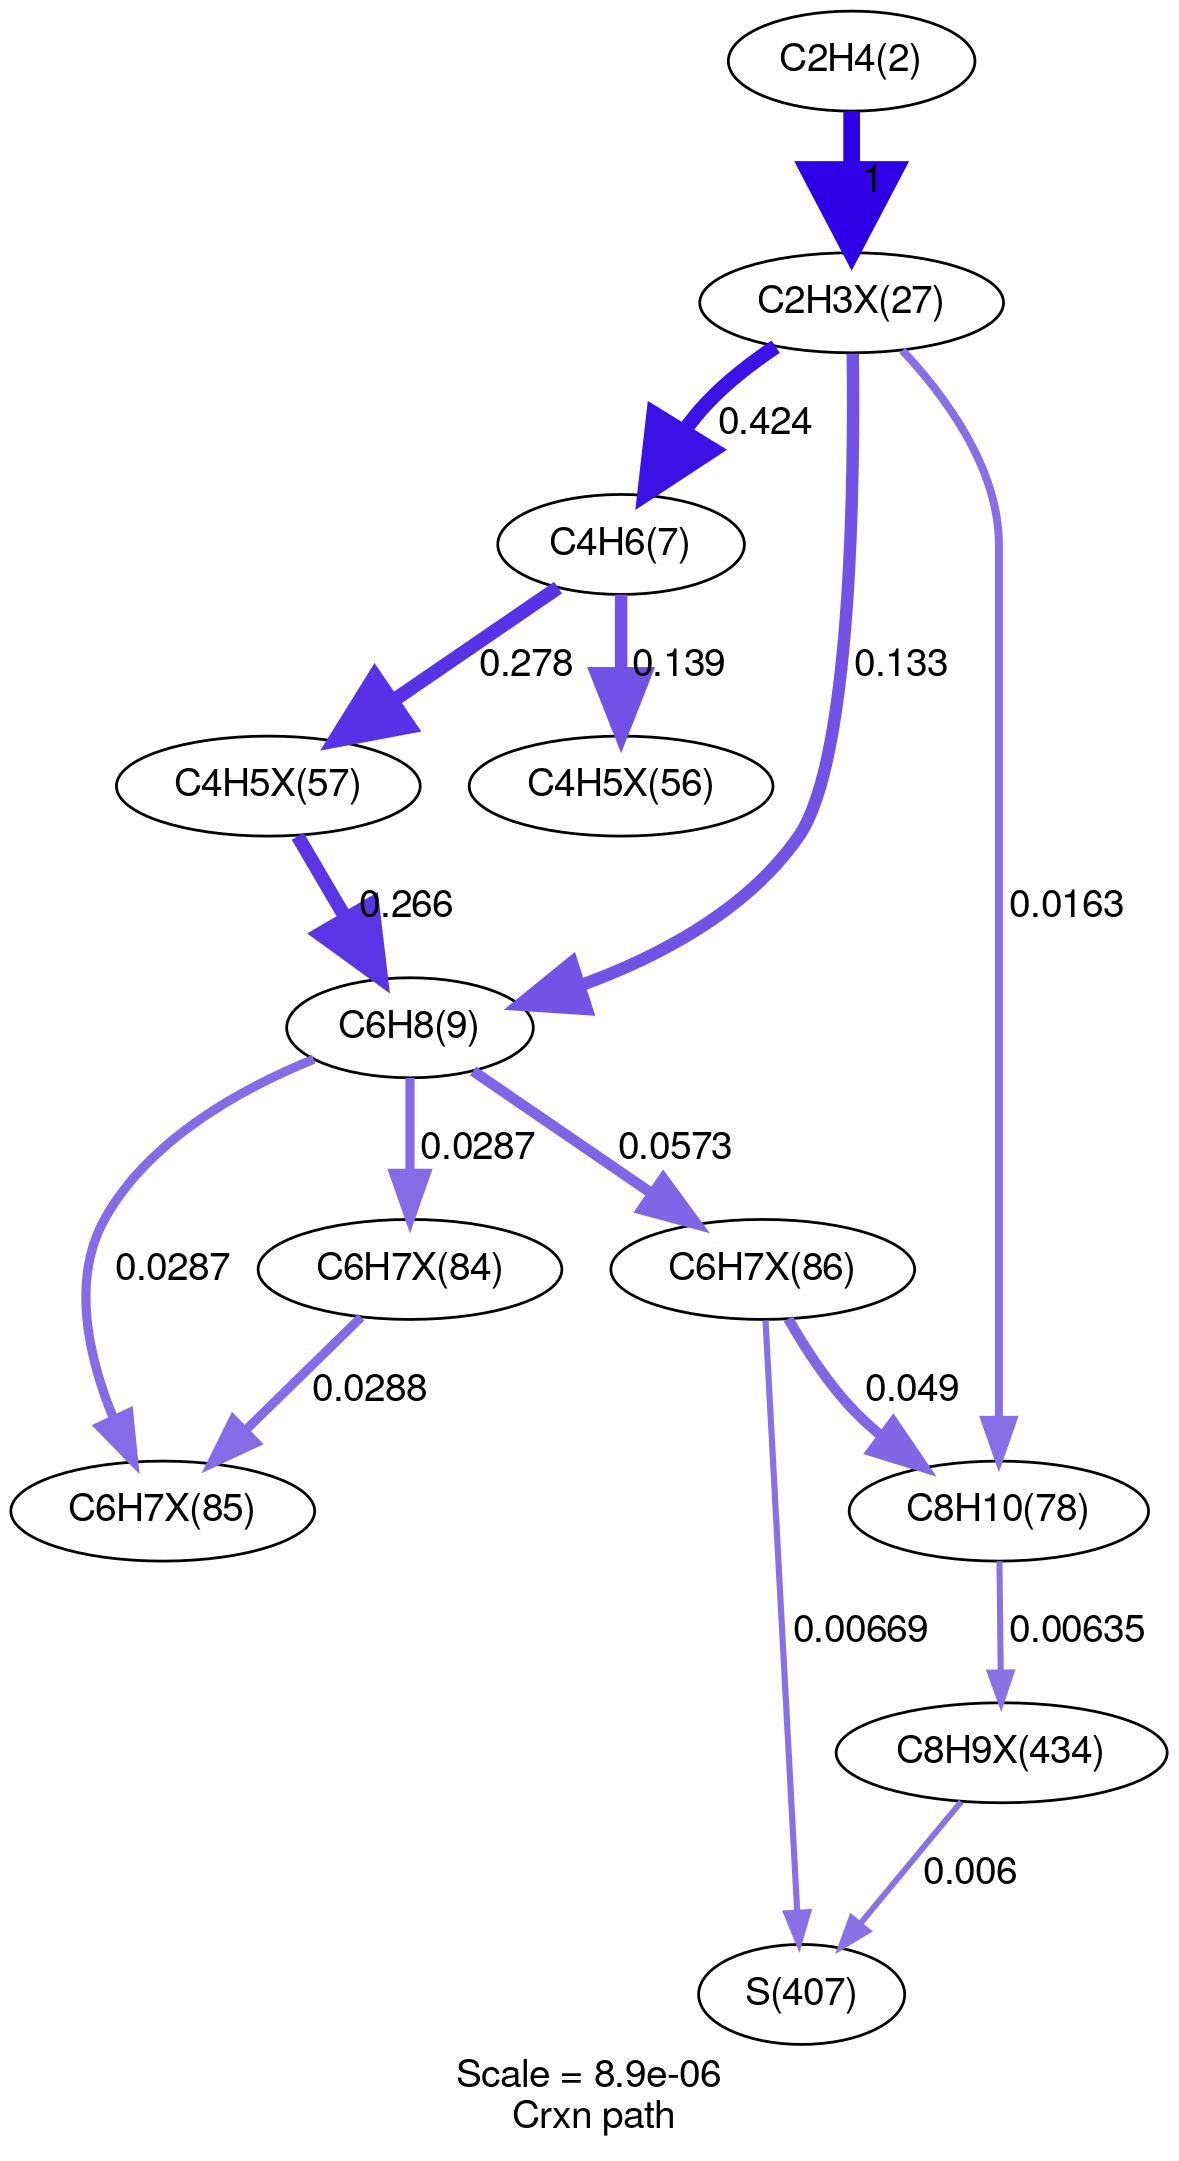 C2H4(2)
1
C2H3X(27)
0.424
C4H6(7)
0.278
0.139
0.133
C4H5X(57)
C4H5X(56)
0.266
0.0163
C6H8(9)
0.0287
0.0573
0.0287
C6H7X(84)
C6H7X(86)
0.0288
0.049
C6H7X(85)
C8H10(78)
0.00669
0.00635
C8H9X(434)
0.006
S(407)
Scale = 8.9e-06
Crxn path